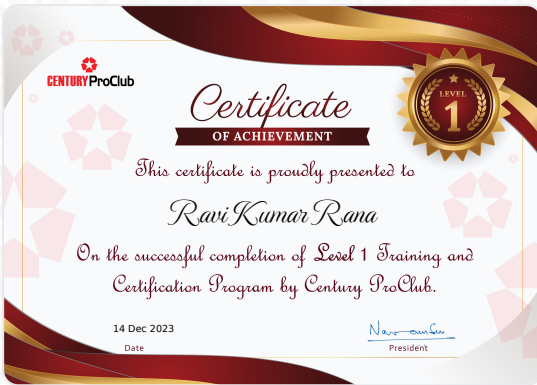 CENTURY ProClub
Certificate
OF ACHIEVEMENT
LEVEL
1
This certificate is proudly presented to
Ravi Kumar Rana
On the successful completion of Level 1 Training and
Certification Program by Century ProClub.
14 Dec 2023
Date
President